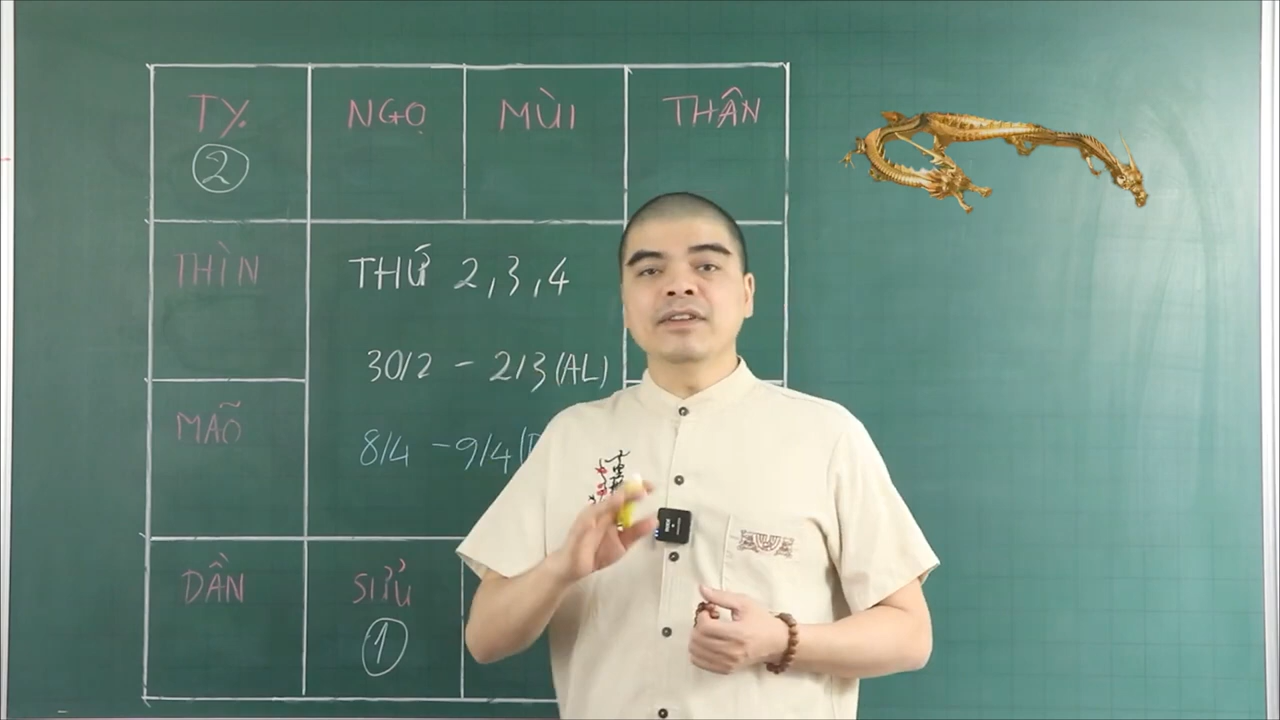 TỴ NGỌ MÙI THÂN
2
THÌN
THỨ 2,3,4
30/2 - 2/3 (AL)
MÃO
8/4 - 9/4
DẦN SỬU
1